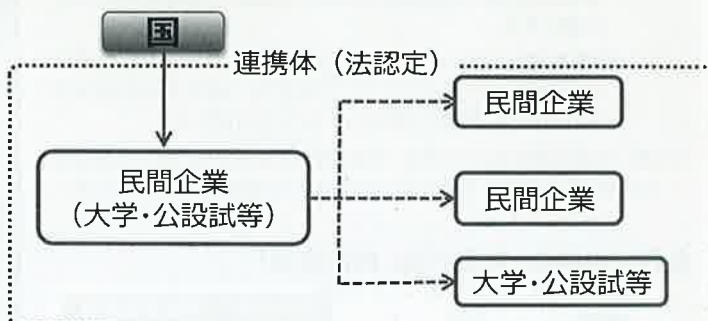 国
連携体（法認定）
民間企業
民間企業
（大学・公設試等）
民間企業
大学・公設試等